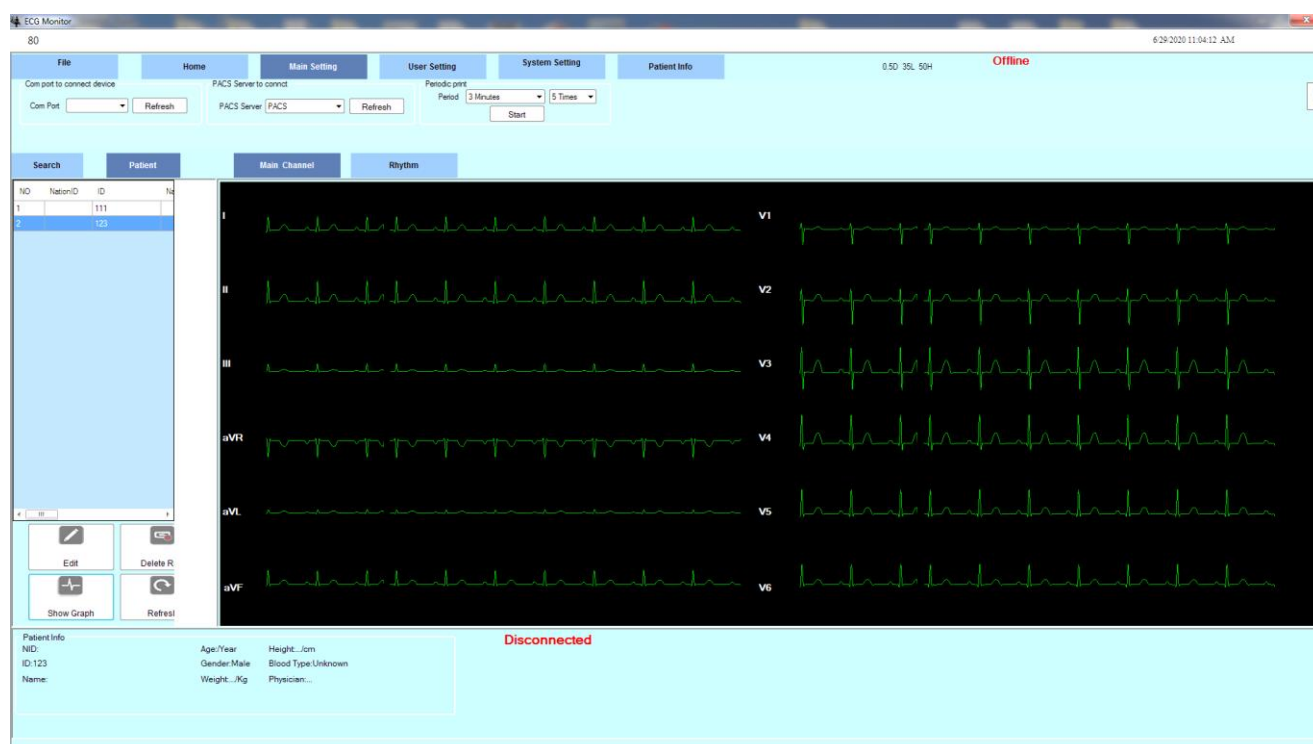 ECG Monitor
80
6/29/2020 11:04:12 AM
File Home Main Setting User Setting System Setting Patient Info 0.5D 35L 50H Offline
Com port to connect device PACS Server to connct Periodic print
Com Port Refresh PACS Server PACS Refresh Period 3 Minutes 5 Times
Start
Search Patient Main Channel Rhythm
NO NationID ID Na
1 111
2 123
I V1
II V2
III V3
aVR V4
aVL V5
aVF V6
Edit Delete R
Show Graph Refresl
Patient Info Disconnected
NID: Age:/Year Height:../cm
ID:123 Gender:Male Blood Type:Unknown
Name: Weight:../Kg Physician:...